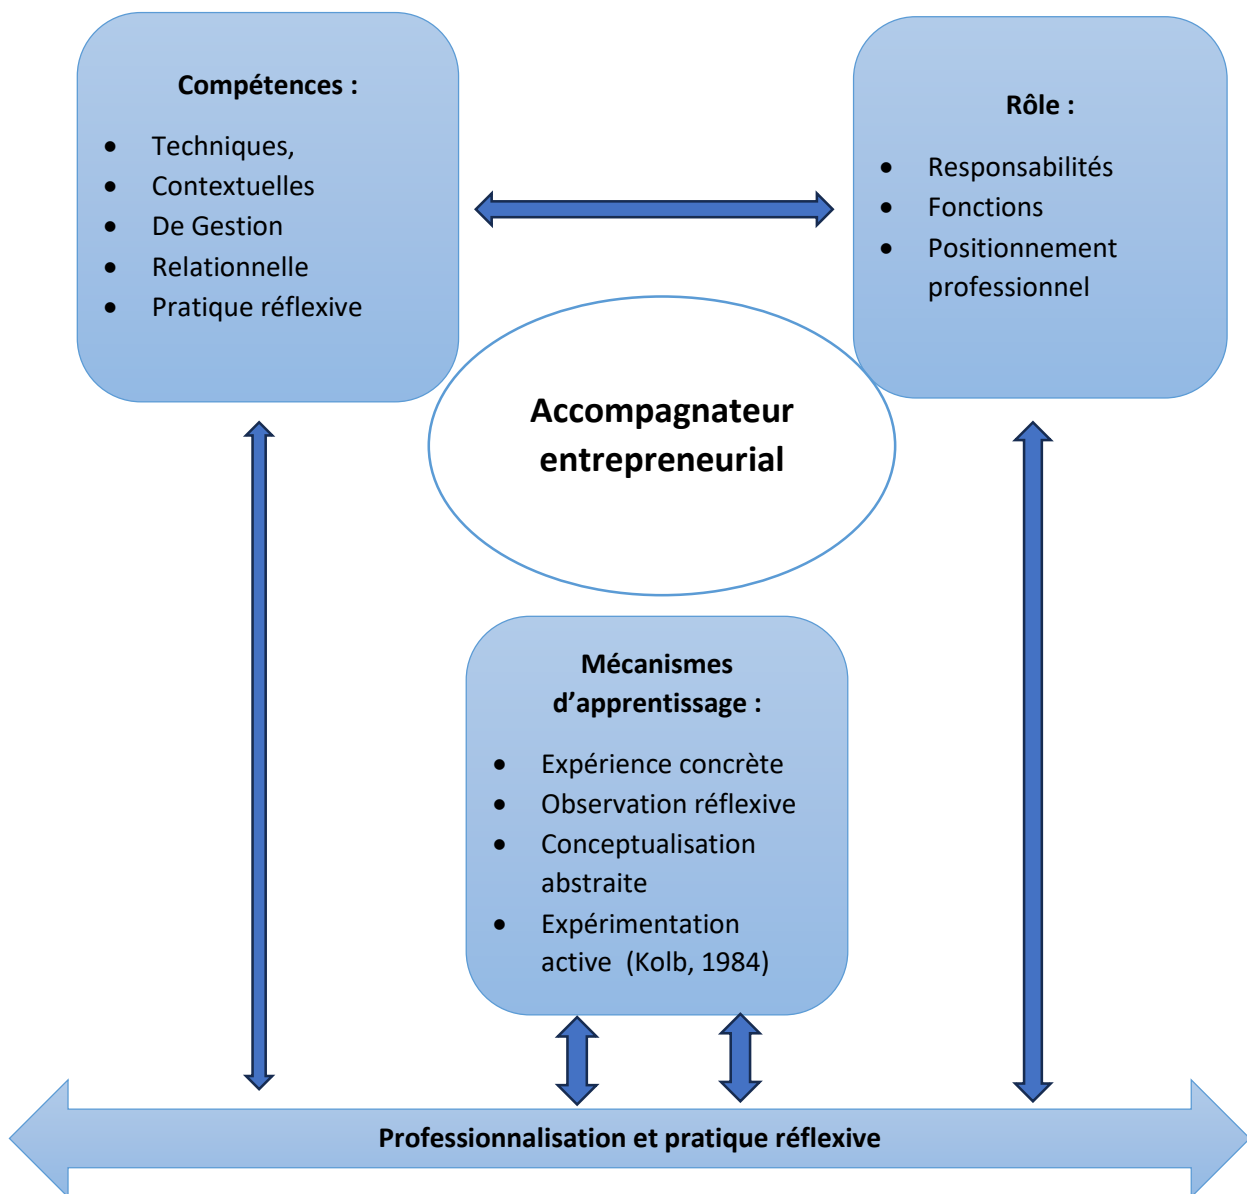 Compétences :
• Techniques,
• Contextuelles
• De Gestion
• Relationnelle
• Pratique réflexive
Rôle :
• Responsabilités
• Fonctions
• Positionnement
professionnel
Accompagnateur
entrepreneurial
Mécanismes
d’apprentissage :
• Expérience concrète
• Observation réflexive
• Conceptualisation
abstraite
• Expérimentation
active (Kolb, 1984)
Professionnalisation et pratique réflexive